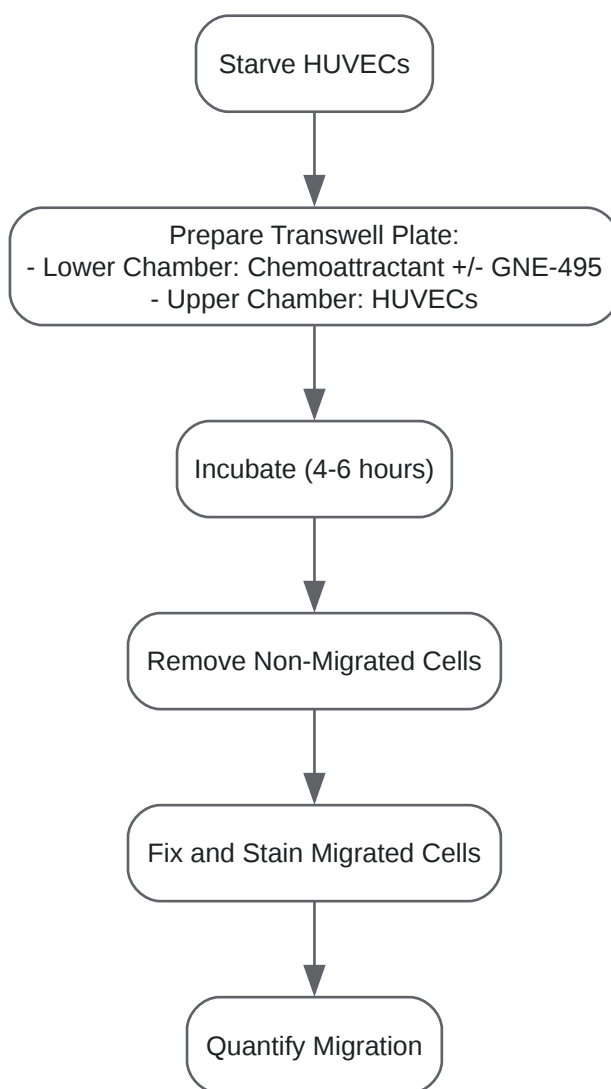 Starve HUVECs
Prepare Transwell Plate:
- Lower Chamber: Chemoattractant +/- GNE-495
- Upper Chamber: HUVECs
Incubate (4-6 hours)
Remove Non-Migrated Cells
Fix and Stain Migrated Cells
Quantify Migration